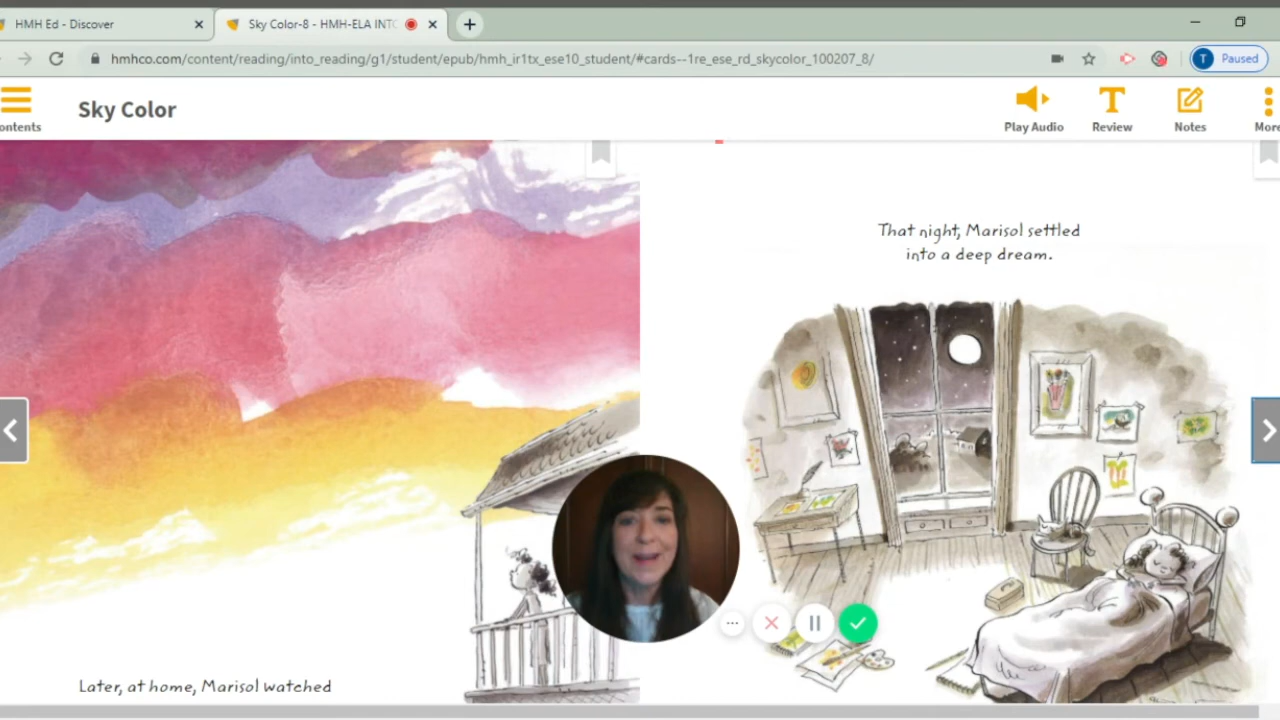 HMH Ed - Discover
Sky Color-8 - HMH-ELA INTO
hmhco.com/content/reading/into_reading/g1/student/epub/hmh_ir1tx_ese10_student/#cards--1re_ese_rd_skycolor_100207_8/
T Paused
ontents
Sky Color
Play Audio
T
Review
Notes
More
Later, at home, Marisol watched
That night, Marisol settled
into a deep dream.